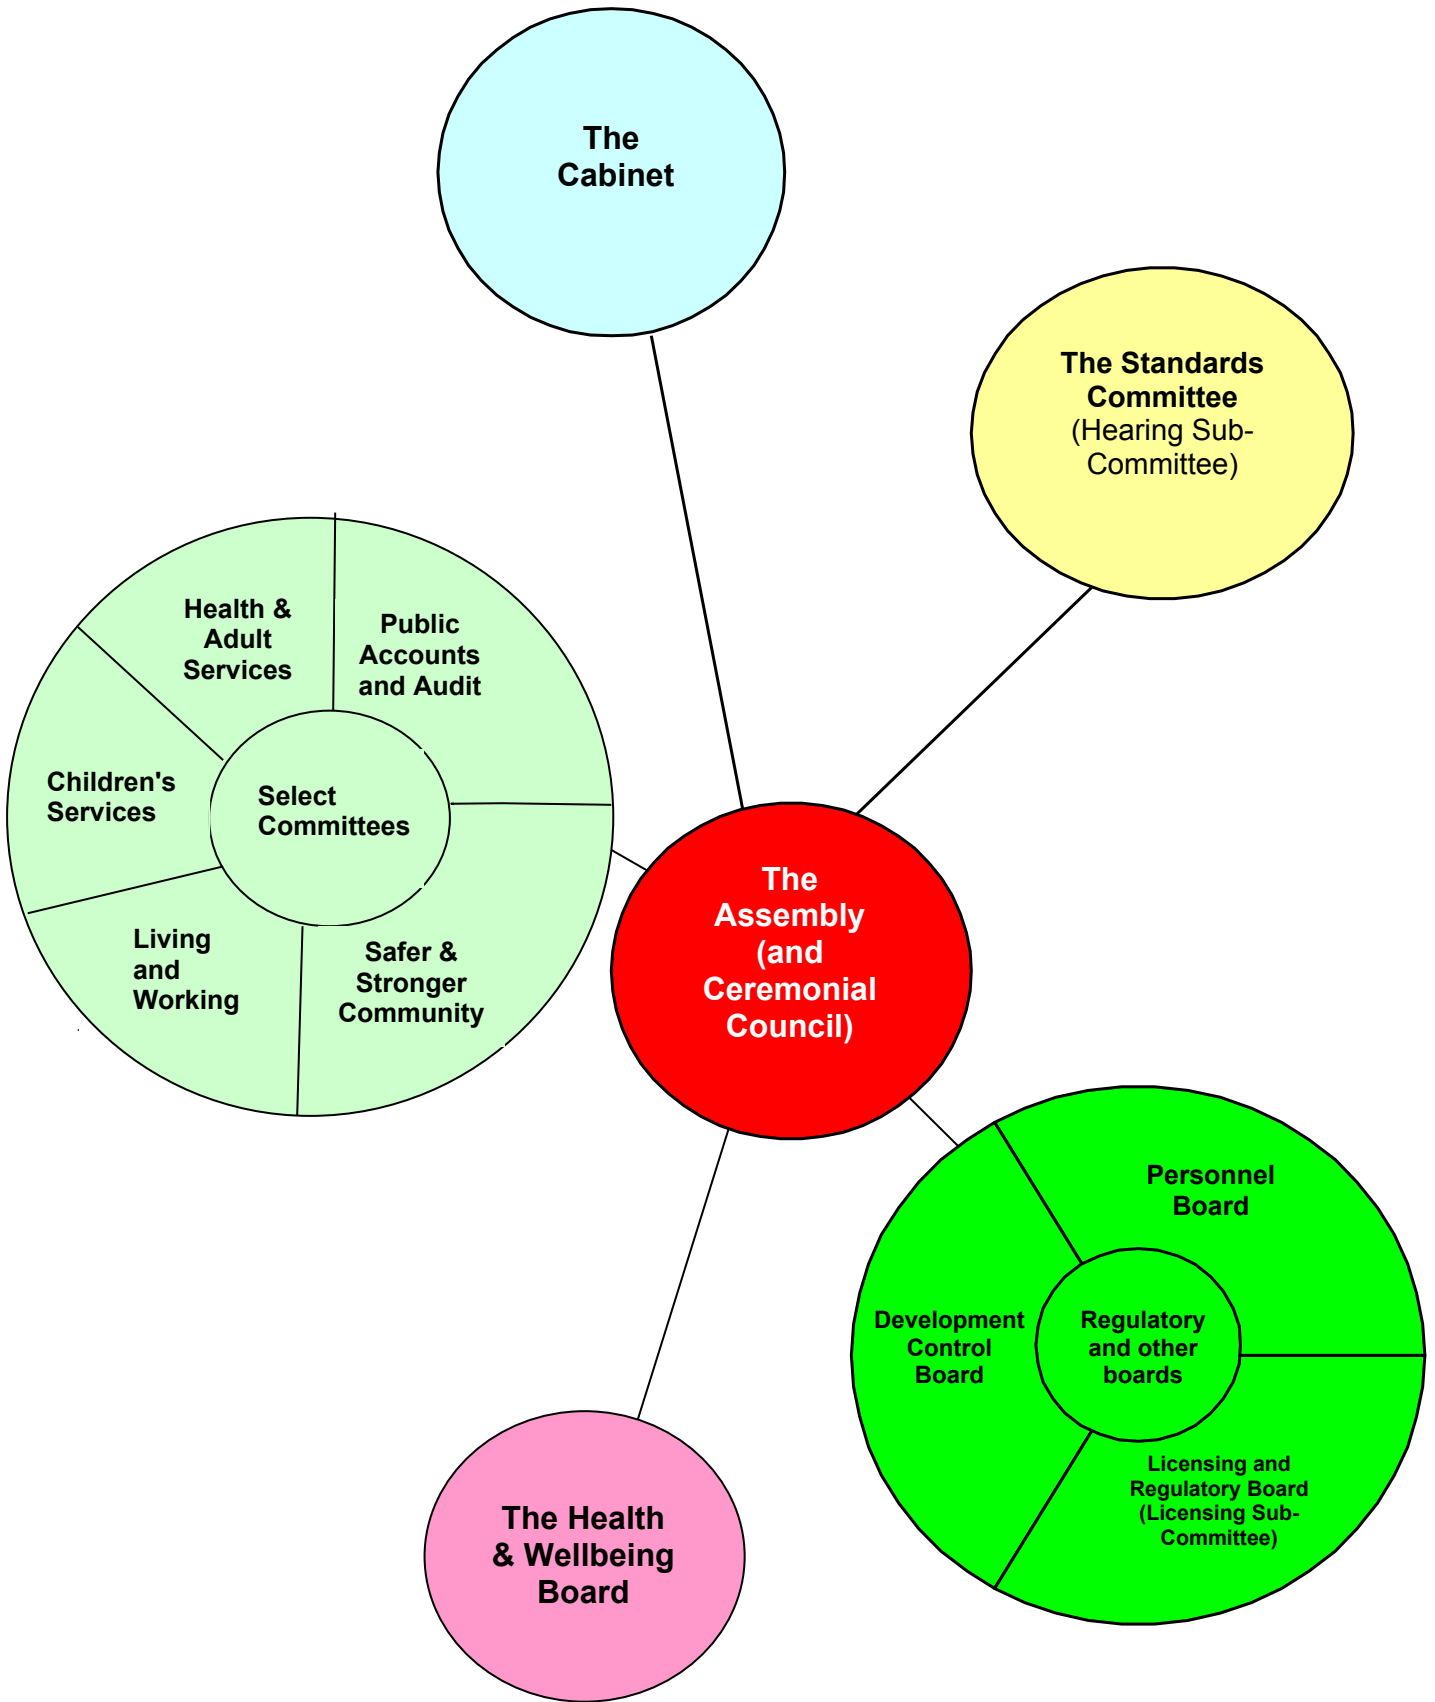 The
Cabinet
The Standards
Committee
(Hearing Sub-
Committee)
Health &
Adult
Services
Public
Accounts
and Audit
Children's
Services
Select
Committees
Living
and
Working
Safer &
Stronger
Community
The
Assembly
(and
Ceremonial
Council)
Personnel
Board
Development
Control
Board
Regulatory
and other
boards
Licensing and
Regulatory Board
(Licensing Sub-
Committee)
The Health
& Wellbeing
Board